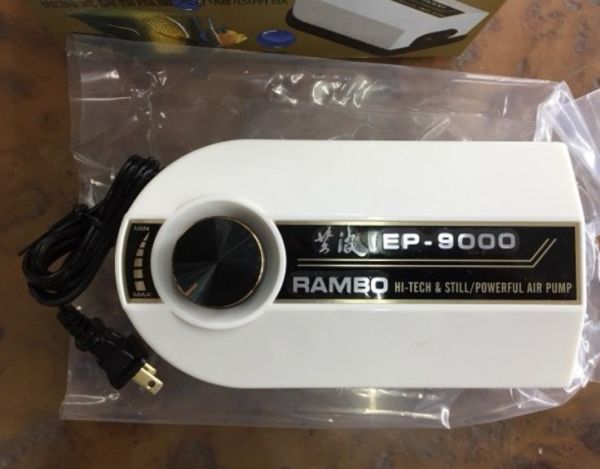 MIN
MAX
EP-9000
RAMBO HI-TECH & STILL/POWERFUL AIR PUMP